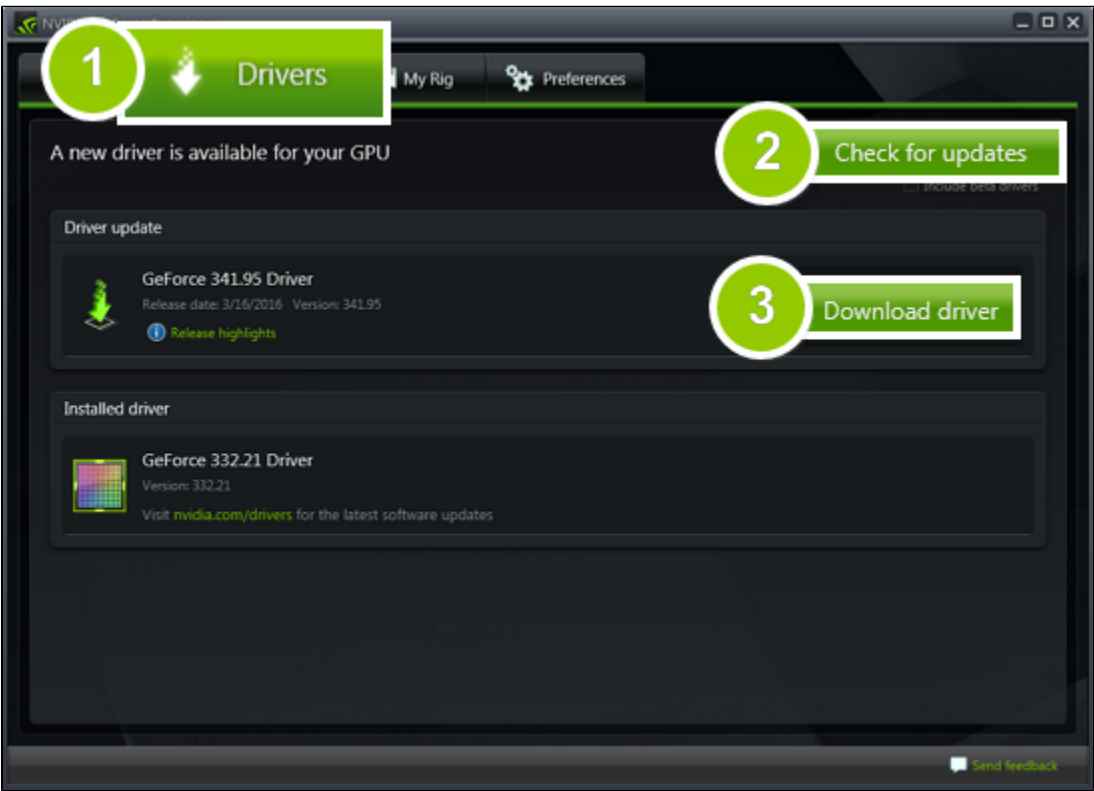 1
Drivers
My Rig
Preferences
A new driver is available for your GPU
2
Check for updates
Include beta drivers
Driver update
GeForce 341.95 Driver
Release date: 3/16/2016 Version: 341.95
Release highlights
3
Download driver
Installed driver
GeForce 332.21 Driver
Version: 332.21
Visit nvidia.com/drivers for the latest software updates
Send feedback